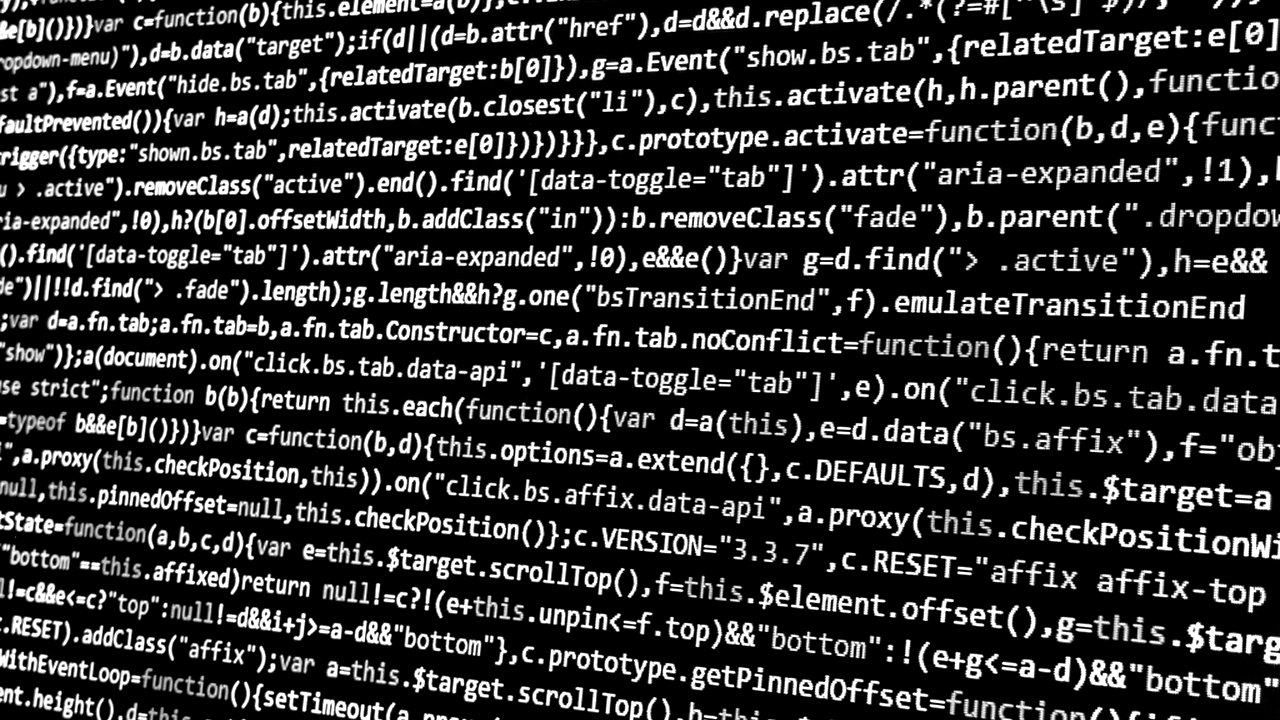 &e[b]()})}var c=function(b){this.element=a(b)};
ropdown-menu)"),d=b.data("target");if(d||(d=b.attr("href"),d=d&&d.replace(/.*(?=#[^\s]*$)/,
st a"),f=a.Event("hide.bs.tab",{relatedTarget:b[0]}),g=a.Event("show.bs.tab",{relatedTarget:e[0]
faultPrevented()){var h=a(d);this.activate(b.closest("li"),c),this.activate(h,h.parent(),functio
rigger({type:"shown.bs.tab",relatedTarget:e[0]})})}}},c.prototype.activate=function(b,d,e){func
u > .active").removeClass("active").end().find('[data-toggle="tab"]').attr("aria-expanded",!1),
ia-expanded",!0),h?(b[0].offsetWidth,b.addClass("in")):b.removeClass("fade"),b.parent(".dropdow
().find('[data-toggle="tab"]').attr("aria-expanded",!0),e&&e()}var g=d.find("> .active"),h=e&&
de")||!!d.find("> .fade").length);g.length&&h?g.one("bsTransitionEnd",f).emulateTransitionEnd
;var d=a.fn.tab;a.fn.tab=b,a.fn.tab.Constructor=c,a.fn.tab.noConflict=function(){return a.fn.t
"show")};a(document).on("click.bs.tab.data-api",'[data-toggle="tab"]',e).on("click.bs.tab.data
use strict";function b(b){return this.each(function(){var d=a(this),e=d.data("bs.affix"),f="ob
=typeof b&&e[b]()})}var c=function(b,d){this.options=a.extend({},c.DEFAULTS,d),this.$target=a
",a.proxy(this.checkPosition,this)).on("click.bs.affix.data-api",a.proxy(this.checkPositionWi
null,this.pinnedOffset=null,this.checkPosition()};c.VERSION="3.3.7",c.RESET="affix affix-top
tState=function(a,b,c,d){var e=this.$target.scrollTop(),f=this.$element.offset(),g=this.$targ
"bottom"==this.affixed)return null!=c?!(e+this.unpin<=f.top)&&"bottom":!(e+g<=a-d)&&"bottom"
l!=c&&e<=c?"top":null!=d&&i+j>=a-d&&"bottom"},c.prototype.getPinnedOffset=function(){if
c.RESET).addClass("affix");var a=this.$target.scrollTop(),b=this.$
WithEventLoop=function(){setTimeout(a.proxy
ent.height(),d=this